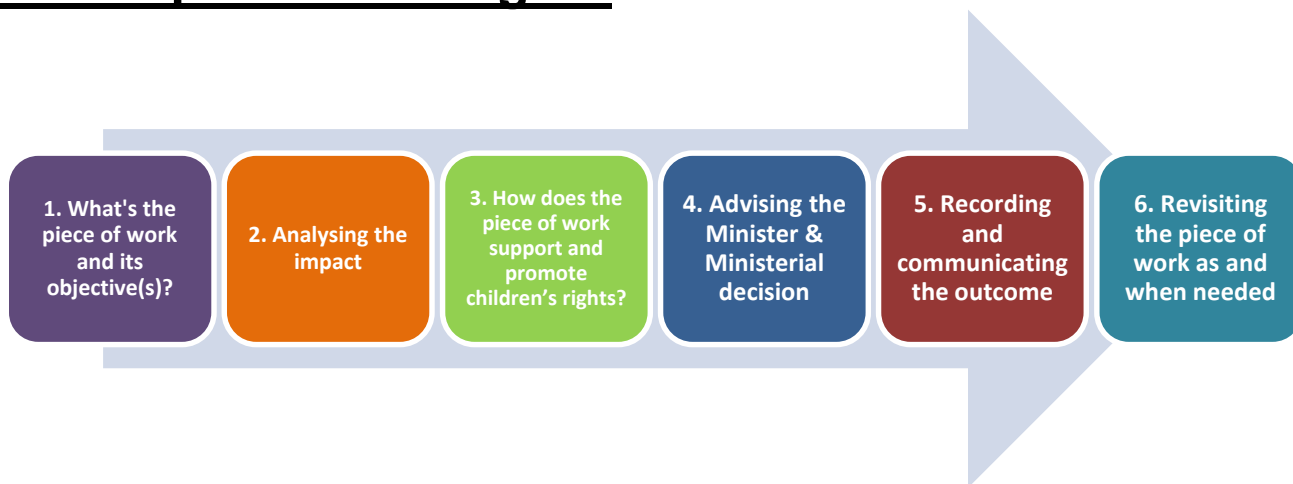 1. What's the
piece of work
and its
objective(s)?
2. Analysing the
impact
3. How does the
piece of work
support and
promote
children’s rights?
4. Advising the
Minister &
Ministerial
decision
5. Recording
and
communicating
the outcome
6. Revisiting
the piece of
work as and
when needed